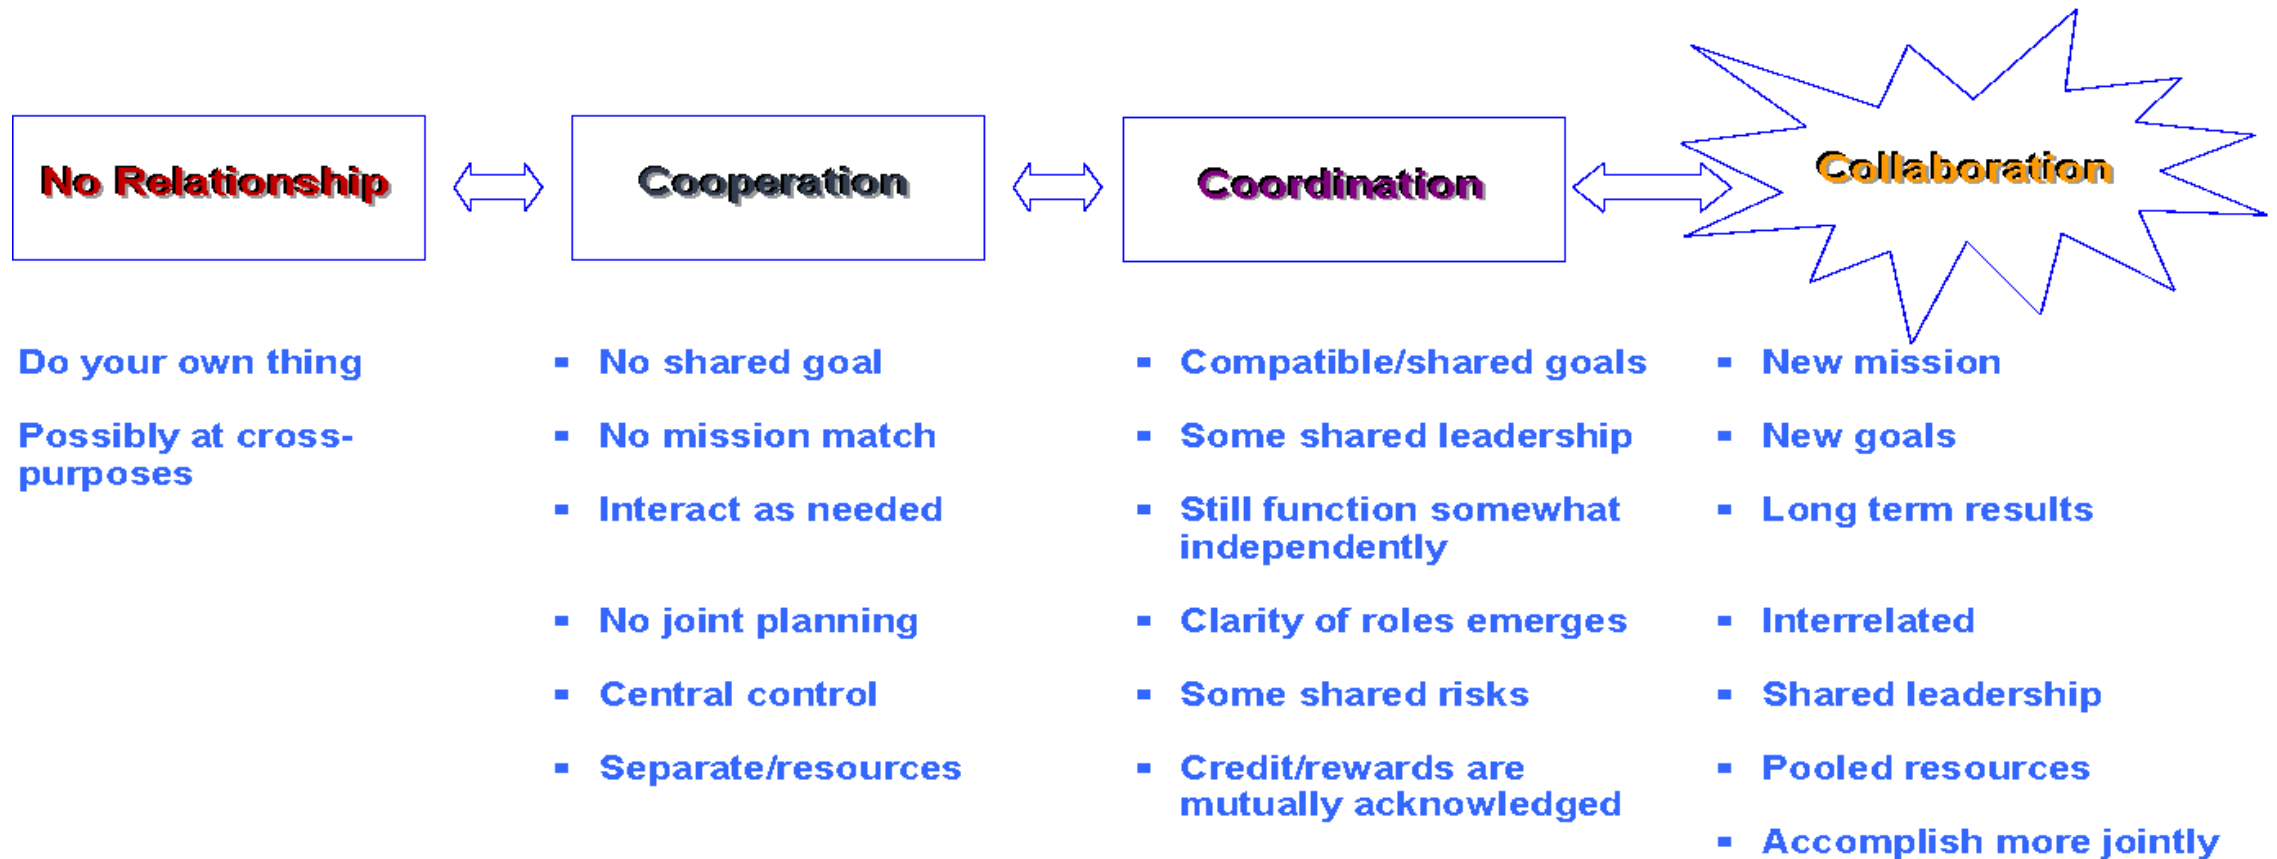 No Relationship
Cooperation
Coordination
Collaboration
Do your own thing
Possibly at cross-
purposes
▪ No shared goal
▪ No mission match
▪ Interact as needed
▪ No joint planning
▪ Central control
▪ Separate/resources
▪ Compatible/shared goals
▪ Some shared leadership
▪ Still function somewhat
independently
▪ Clarity of roles emerges
▪ Some shared risks
▪ Credit/rewards are
mutually acknowledged
▪ New mission
▪ New goals
▪ Long term results
▪ Interrelated
▪ Shared leadership
▪ Pooled resources
▪ Accomplish more jointly